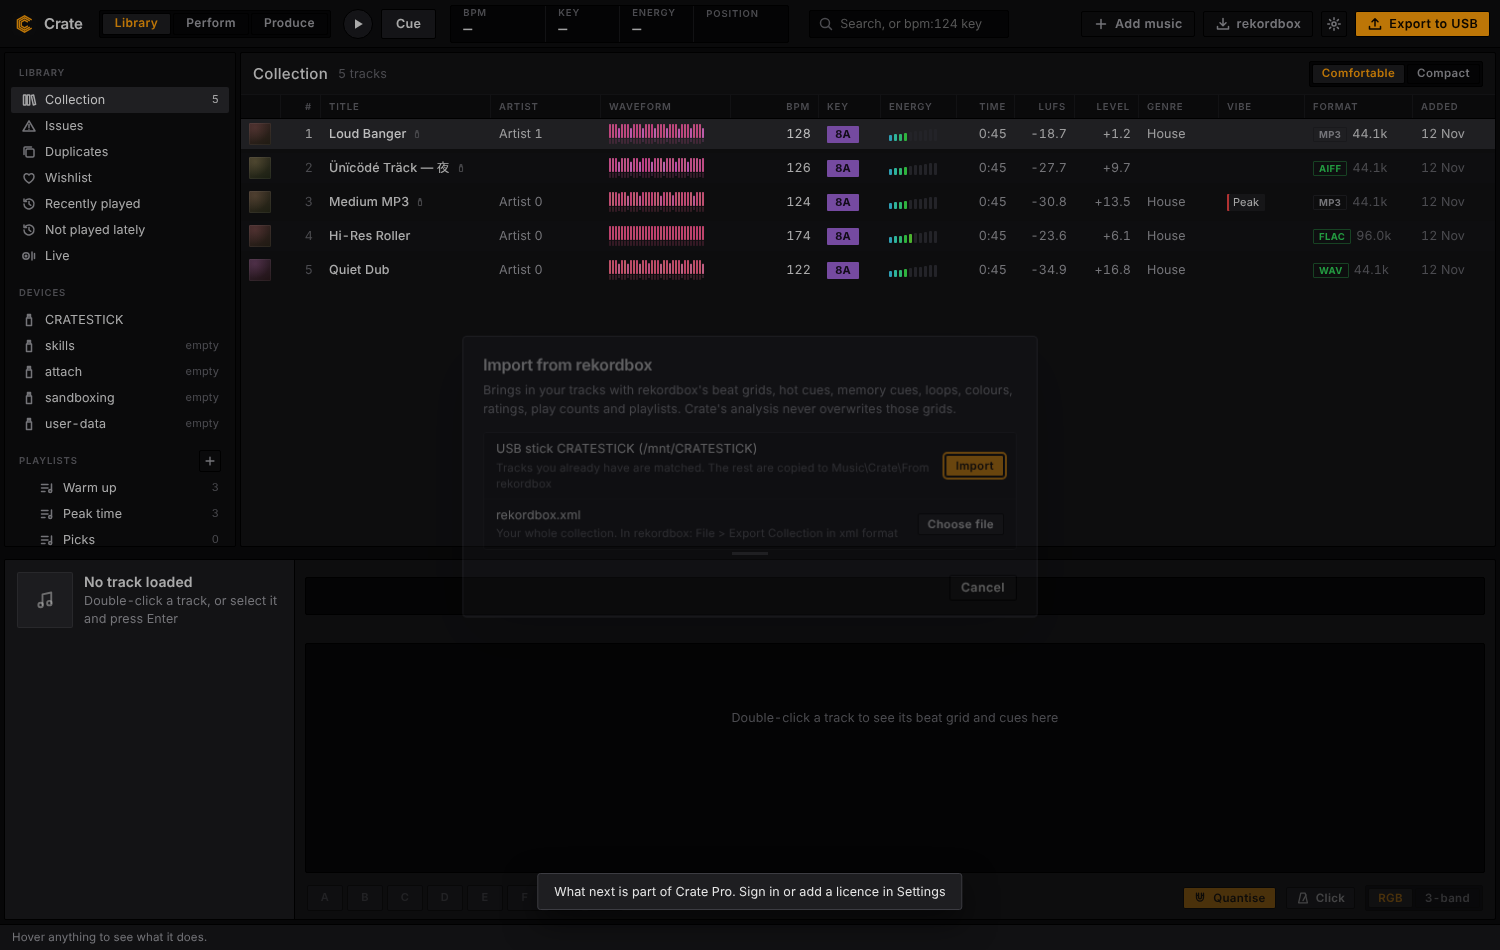 Crate
Library Perform Produce
Cue
BPM
–
KEY
–
ENERGY
–
POSITION
Search, or bpm:124 key
Add music
rekordbox
Export to USB
LIBRARY
Collection 5
Issues
Duplicates
Wishlist
Recently played
Not played lately
Live
DEVICES
CRATESTICK
skills empty
attach empty
sandboxing empty
user-data empty
PLAYLISTS +
Warm up 3
Peak time 3
Picks 0
Collection 5 tracks
Comfortable Compact
# TITLE ARTIST WAVEFORM BPM KEY ENERGY TIME LUFS LEVEL GENRE VIBE FORMAT ADDED
1 Loud Banger Artist 1 128 8A 0:45 -18.7 +1.2 House MP3 44.1k 12 Nov
2 Ünïcödé Träck — 夜 126 8A 0:45 -27.7 +9.7 AIFF 44.1k 12 Nov
3 Medium MP3 Artist 0 124 8A 0:45 -30.8 +13.5 House Peak MP3 44.1k 12 Nov
4 Hi-Res Roller Artist 0 174 8A 0:45 -23.6 +6.1 House FLAC 96.0k 12 Nov
5 Quiet Dub Artist 0 122 8A 0:45 -34.9 +16.8 House WAV 44.1k 12 Nov
Import from rekordbox
Brings in your tracks with rekordbox's beat grids, hot cues, memory cues, loops, colours,
ratings, play counts and playlists. Crate's analysis never overwrites those grids.
USB stick CRATESTICK (/mnt/CRATESTICK)
Tracks you already have are matched. The rest are copied to Music\Crate\From
rekordbox
Import
rekordbox.xml
Your whole collection. In rekordbox: File > Export Collection in xml format
Choose file
Cancel
No track loaded
Double-click a track, or select it
and press Enter
Double-click a track to see its beat grid and cues here
A B C D E F
What next is part of Crate Pro. Sign in or add a licence in Settings
Quantise Click RGB 3-band
Hover anything to see what it does.